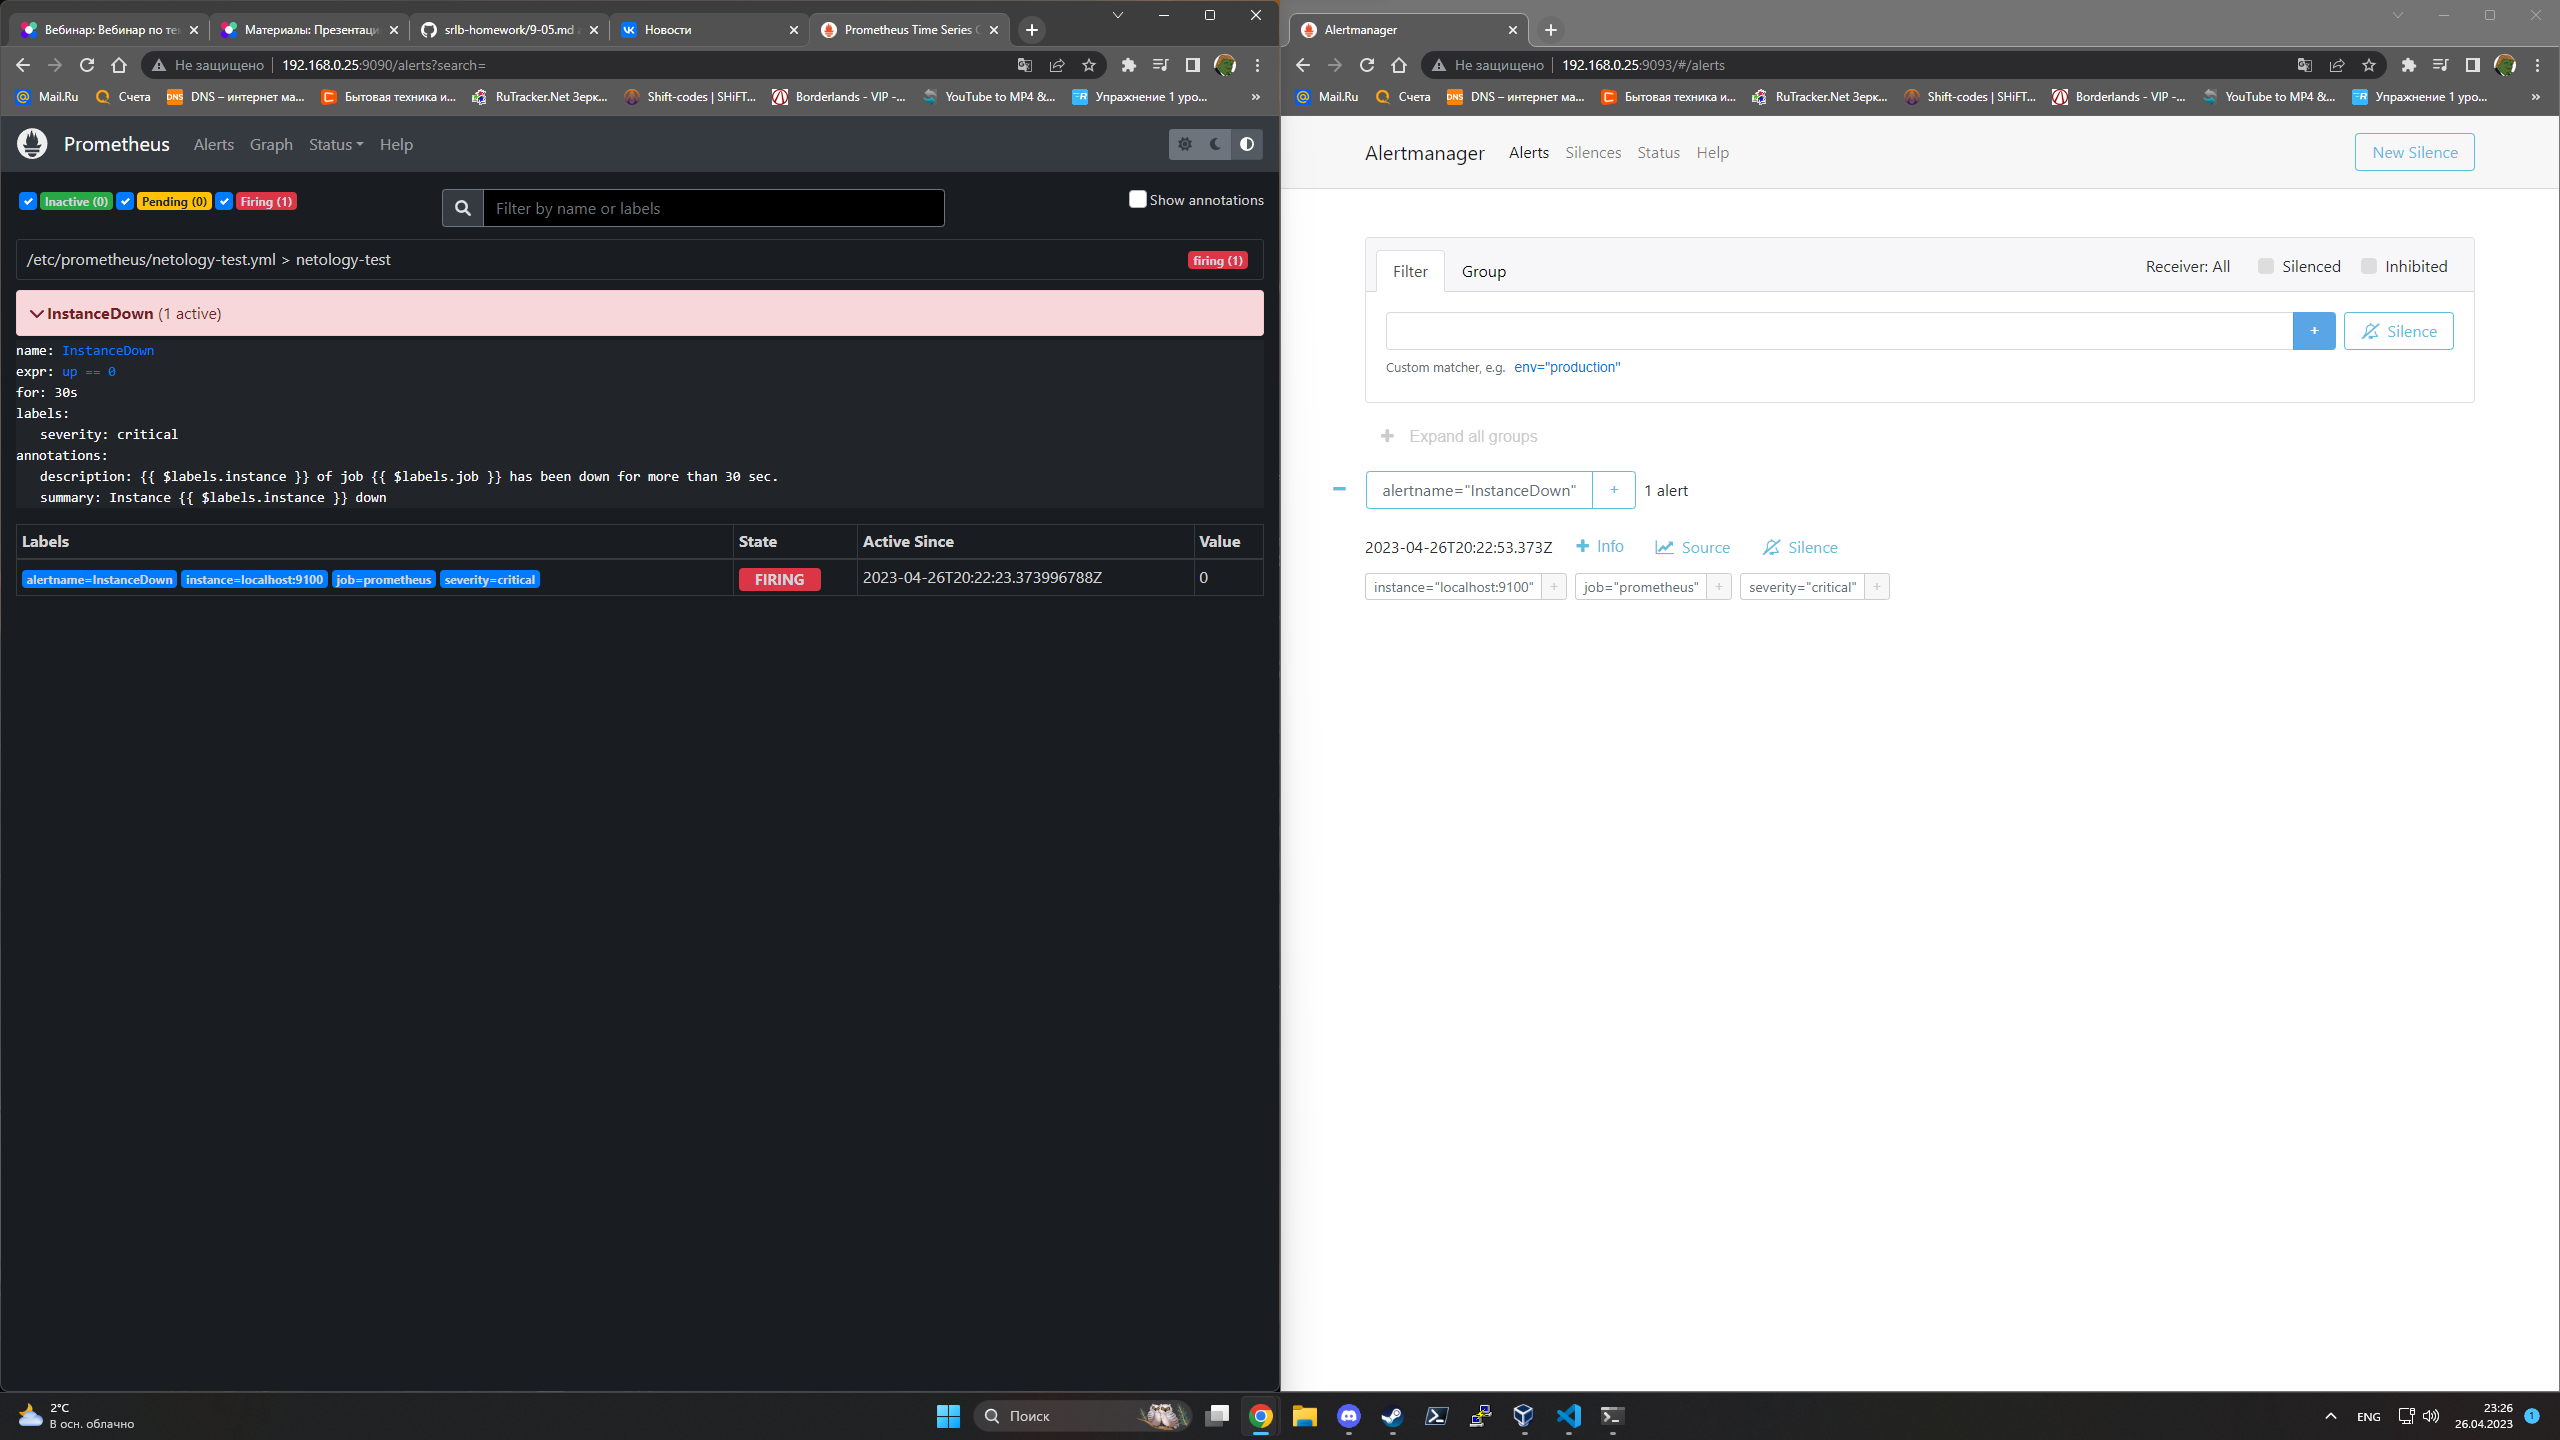 Вебинар: Вебинар по те
Материалы: Презентаци
srlb-homework/9-05.md
Новости
Prometheus Time Series
Не защищено
192.168.0.25:9090/alerts?search=
Mail.Ru
Счета
DNS – интернет ма...
Бытовая техника и...
RuTracker.Net Зерк...
Shift-codes | SHiFT...
Borderlands - VIP -...
YouTube to MP4 &...
Упражнение 1 уро...
»
Prometheus
Alerts
Graph
Status
Help
Inactive (0)
Pending (0)
Firing (1)
Filter by name or labels
Show annotations
/etc/prometheus/netology-test.yml > netology-test
firing (1)
InstanceDown (1 active)
name: InstanceDown
expr: up == 0
for: 30s
labels:
severity: critical
annotations:
description: {{ $labels.instance }} of job {{ $labels.job }} has been down for more than 30 sec.
summary: Instance {{ $labels.instance }} down
Labels State Active Since Value
alertname=InstanceDown instance=localhost:9100 job=prometheus severity=critical FIRING 2023-04-26T20:22:23.373996788Z 0
Alertmanager
Не защищено
192.168.0.25:9093/#/alerts
Mail.Ru
Счета
DNS – интернет ма...
Бытовая техника и...
RuTracker.Net Зерк...
Shift-codes | SHiFT...
Borderlands - VIP -...
YouTube to MP4 &...
Упражнение 1 уро...
»
Alertmanager
Alerts
Silences
Status
Help
New Silence
Filter
Group
Receiver: All
Silenced
Inhibited
+
Silence
Custom matcher, e.g. env="production"
+ Expand all groups
alertname="InstanceDown" + 1 alert
2023-04-26T20:22:53.373Z + Info Source Silence
instance="localhost:9100" + job="prometheus" + severity="critical" +
2°C
В осн. облачно
Поиск
ENG
23:26
26.04.2023
1